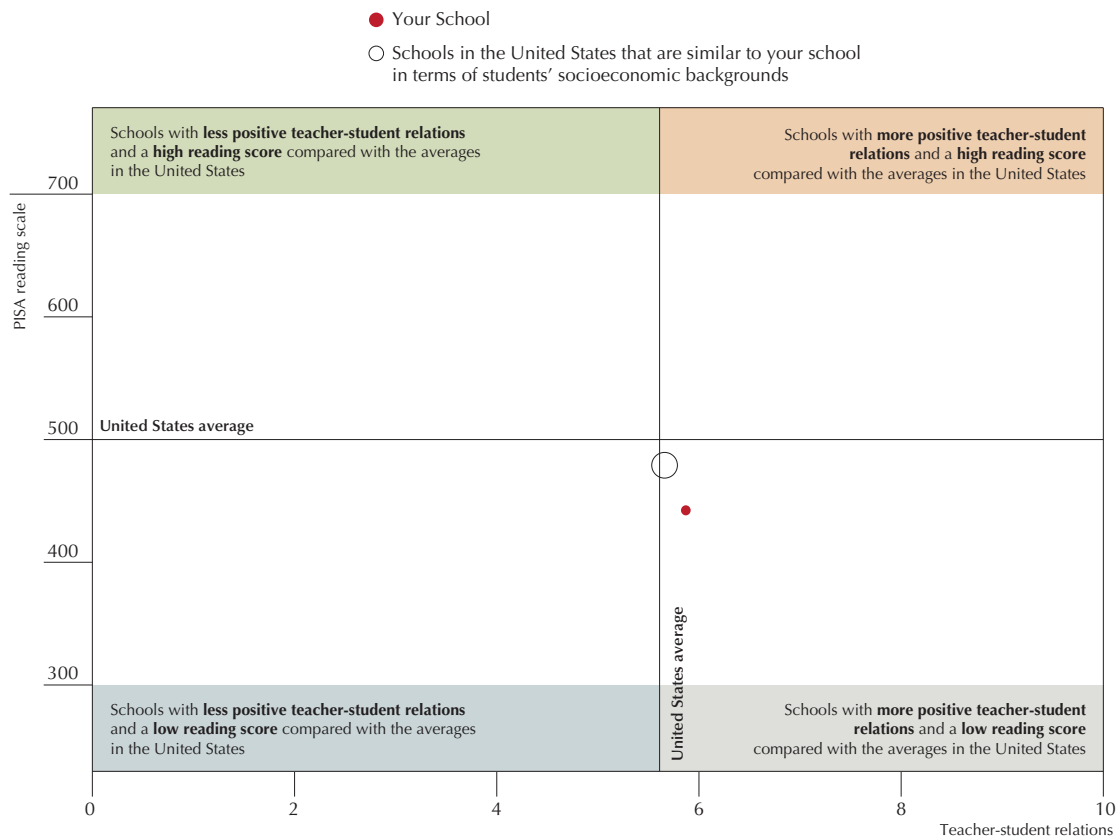 Your School
Schools in the United States that are similar to your school
in terms of students' socioeconomic backgrounds
Schools with less positive teacher-student relations
and a high reading score compared with the averages
in the United States
Schools with more positive teacher-student
relations and a high reading score
compared with the averages in the United States
700
PISA reading scale
600
500
United States average
400
300
United States average
Schools with less positive teacher-student relations
and a low reading score compared with the averages
in the United States
Schools with more positive teacher-student
relations and a low reading score
compared with the averages in the United States
0 2 4 6 8 10
Teacher-student relations